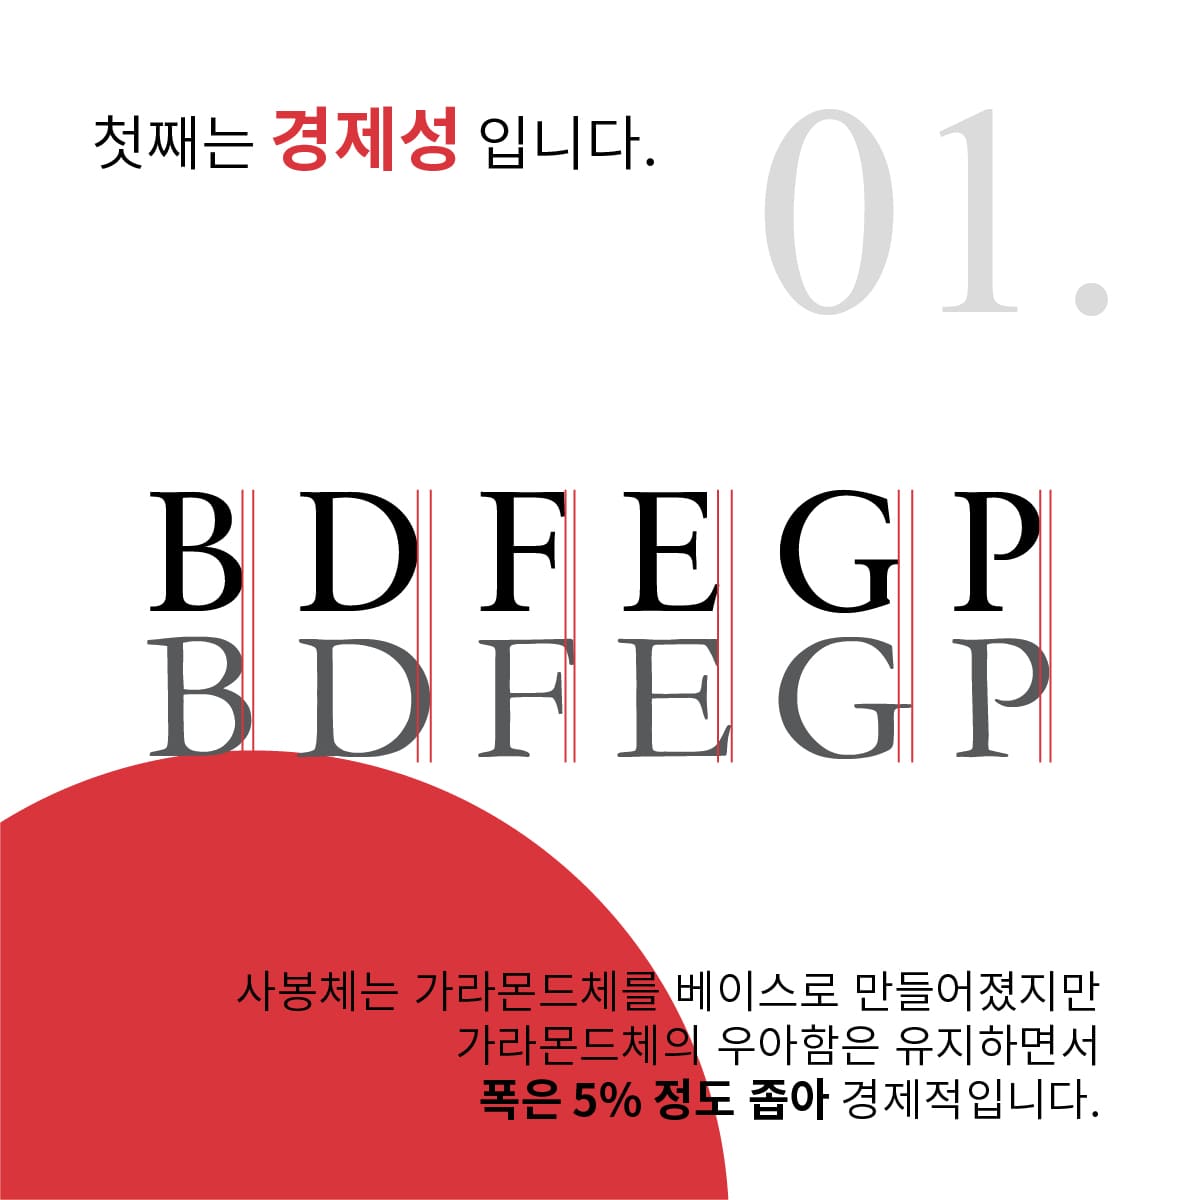 첫째는 경제성 입니다.
01.
B D F E G P
B D F E G P
사봉체는 가라몬드체를 베이스로 만들어졌지만
가라몬드체의 우아함은 유지하면서
폭은 5% 정도 좁아 경제적입니다.